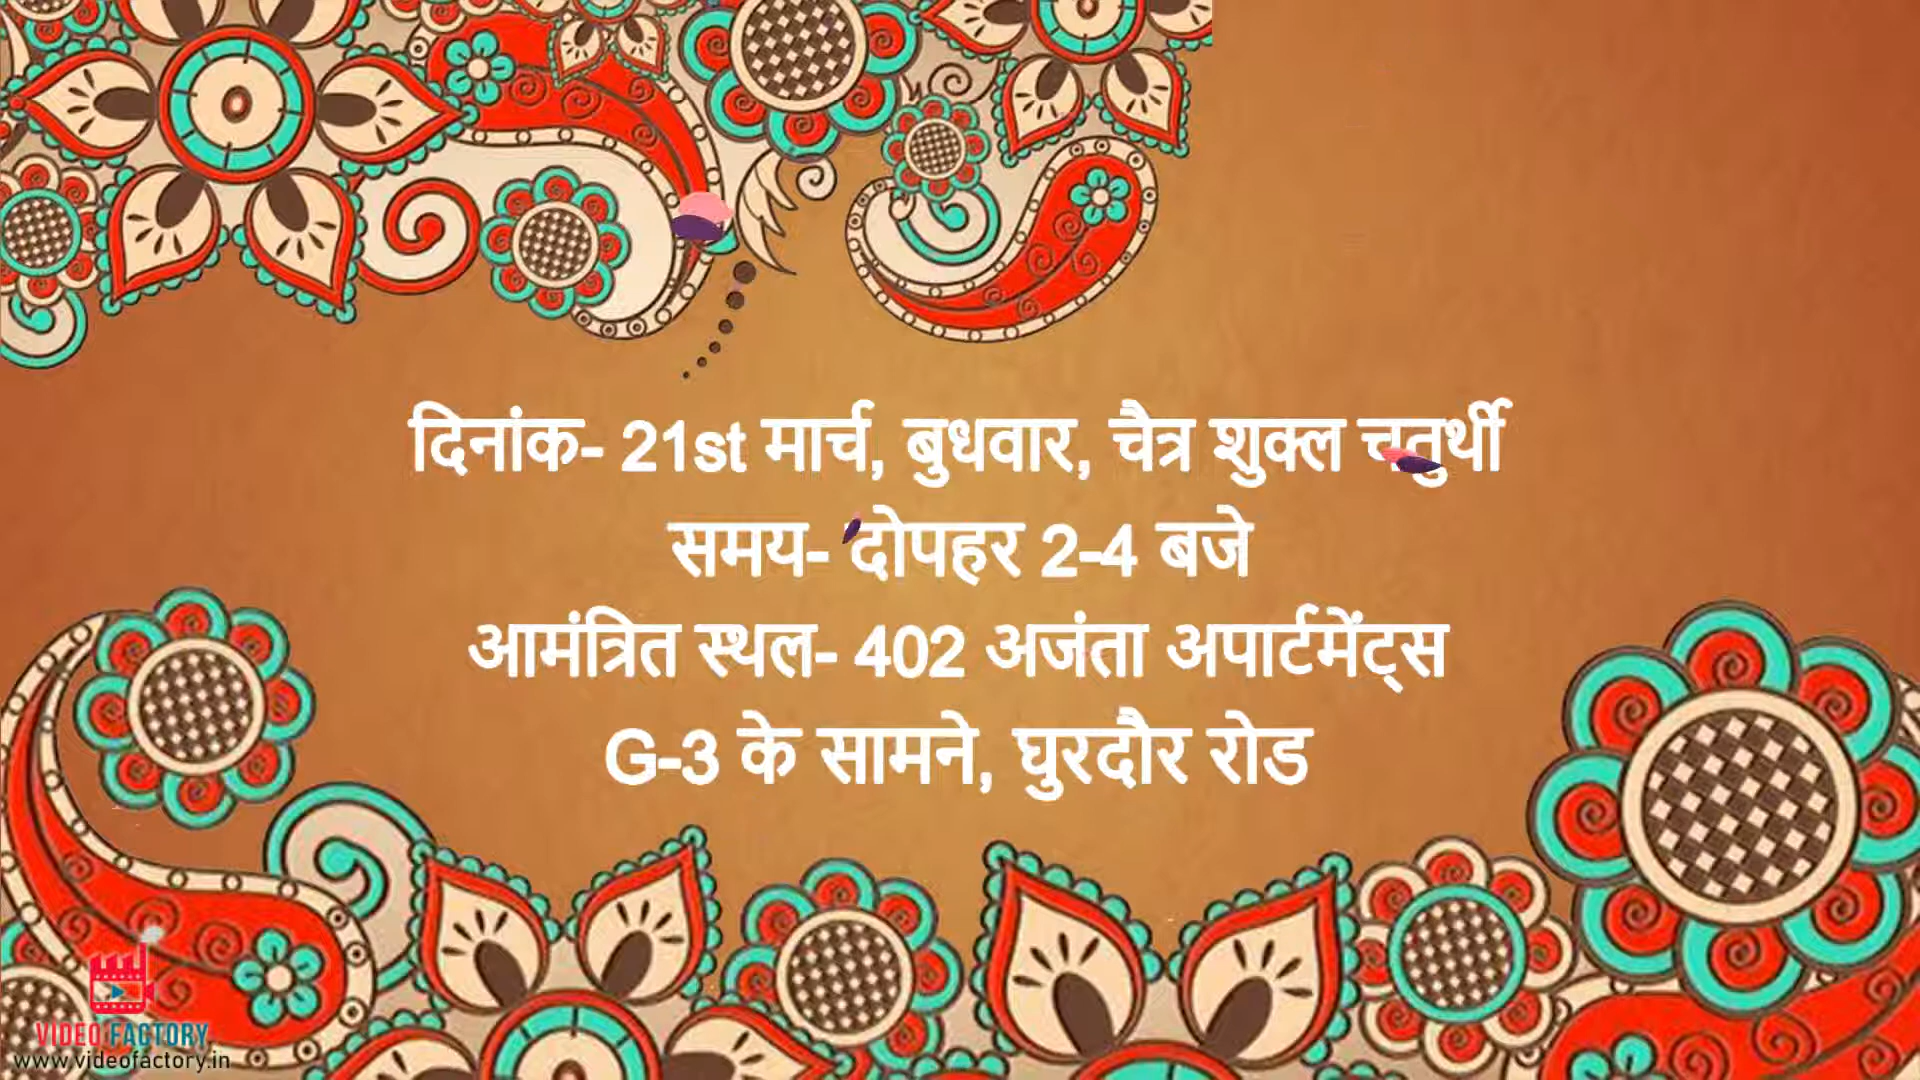 दिनांक- 21st मार्च, बुधवार, चैत्र शुक्ल चतुर्थी
समय- दोपहर 2-4 बजे
आमंत्रित स्थल- 402 अजंता अपार्टमेंट्स
G-3 के सामने, घुरदौर रोड
VIDEO FACTORY
www.videofactory.in